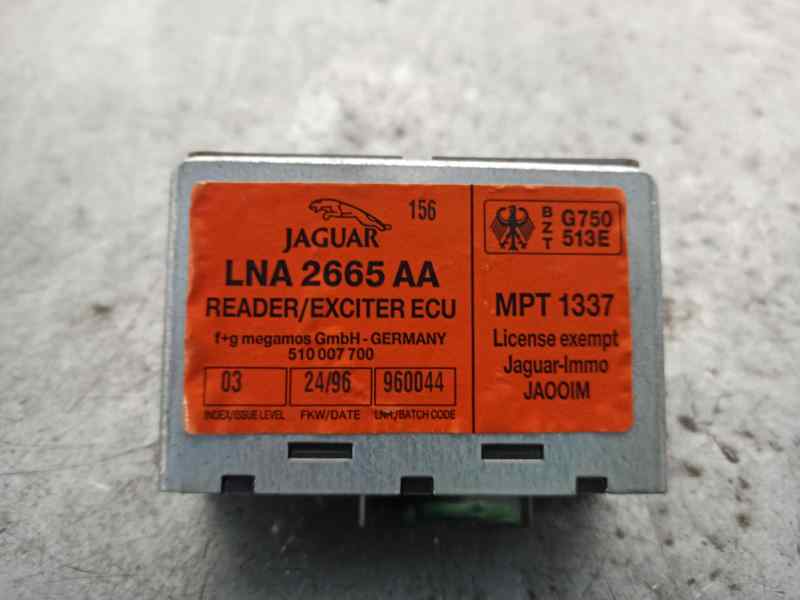 156
JAGUAR
LNA 2665 AA
READER/EXCITER ECU
f+g megamos GmbH - GERMANY
510 007 700
03
24/96
960044
INDEX/ISSUE LEVEL
FKW/DATE
LNr./BATCH CODE
BZT
G750
513E
MPT 1337
License exempt
Jaguar-Immo
JAOOIM